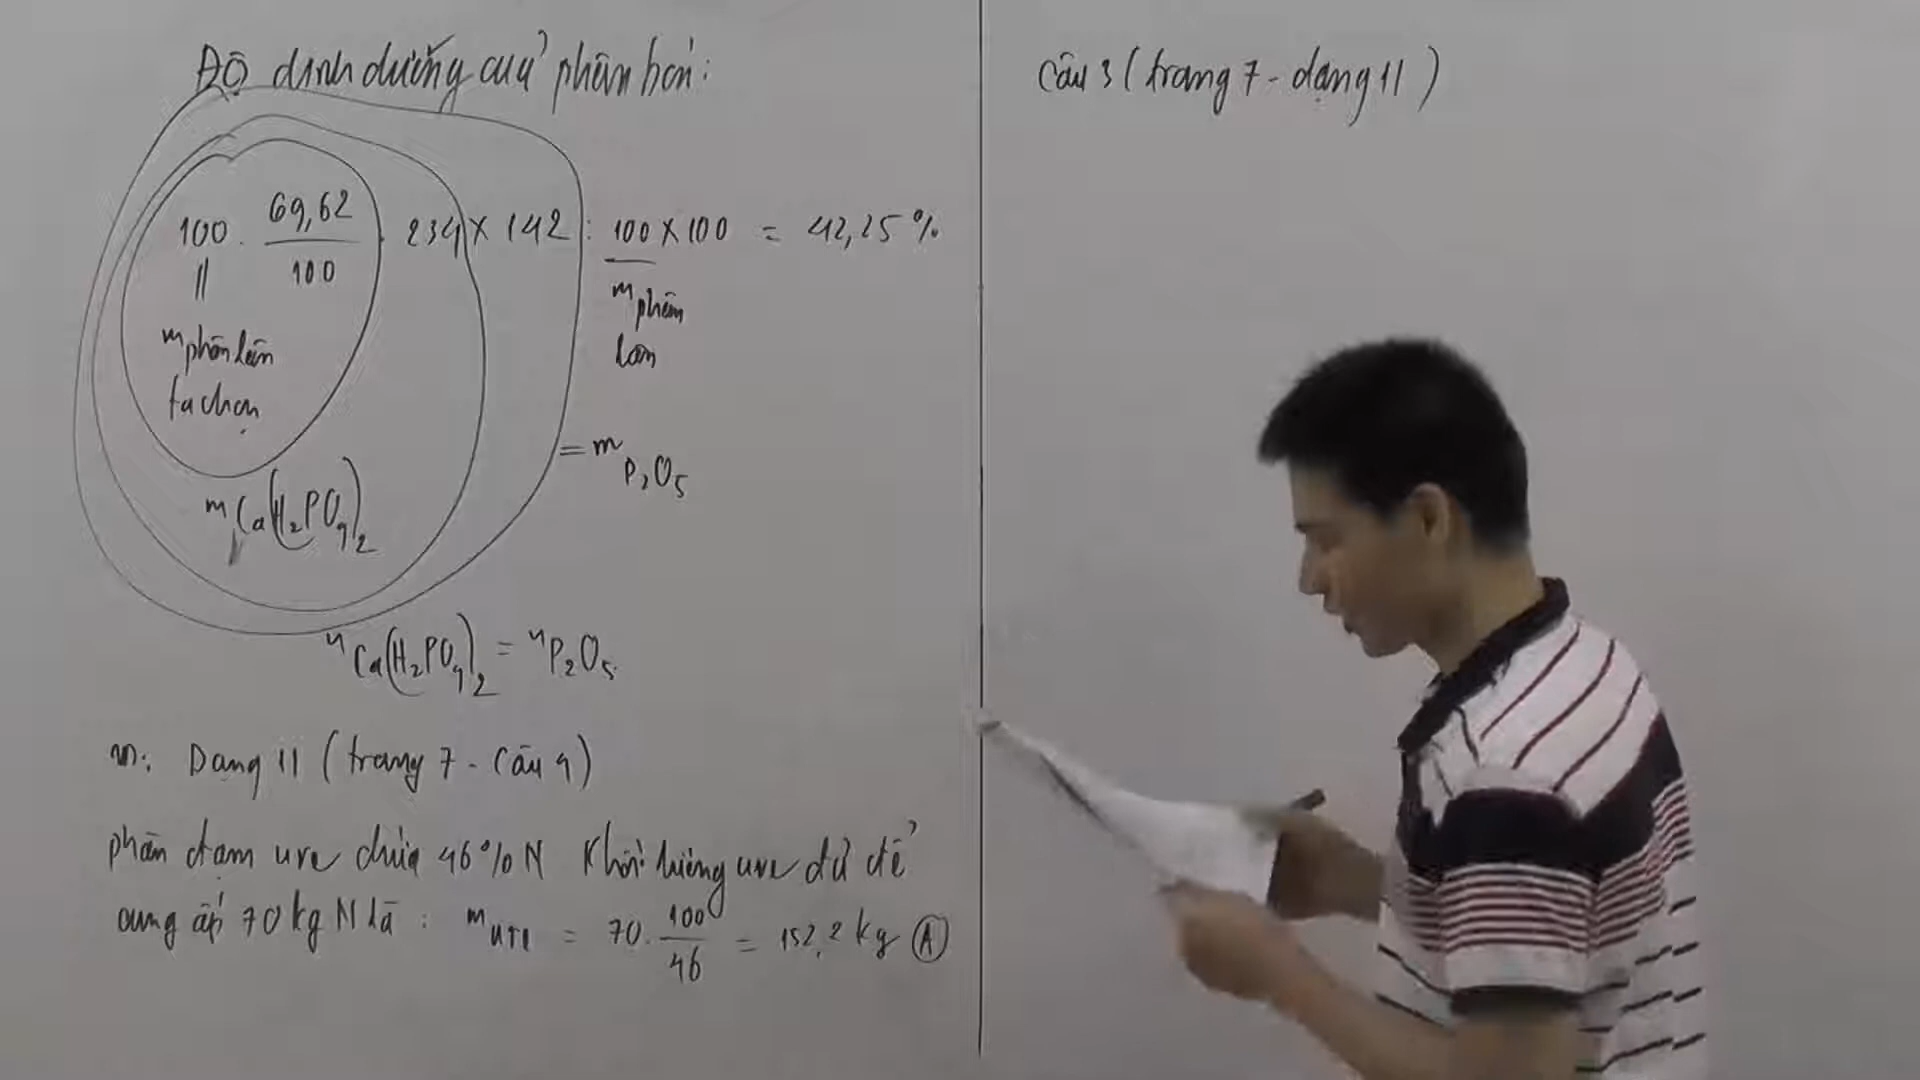 Độ dinh dưỡng của phân bón:
100 . 69,62/100 : 234 x 142 : 100 x 100 = 42,25%
||
m phân lân ta chọn
m phân lân
= m P2O5
m Ca(H2PO4)2
n Ca(H2PO4)2 = n P2O5
VD: Dạng 11 (trang 7 - Câu 4)
phân đạm ure chứa 46% N Khối lượng ure đủ để
cung cấp 70 kg N là : m ure = 70 . 100/46 = 152,2 kg (A)
Câu 3 (trang 7 - dạng 11)